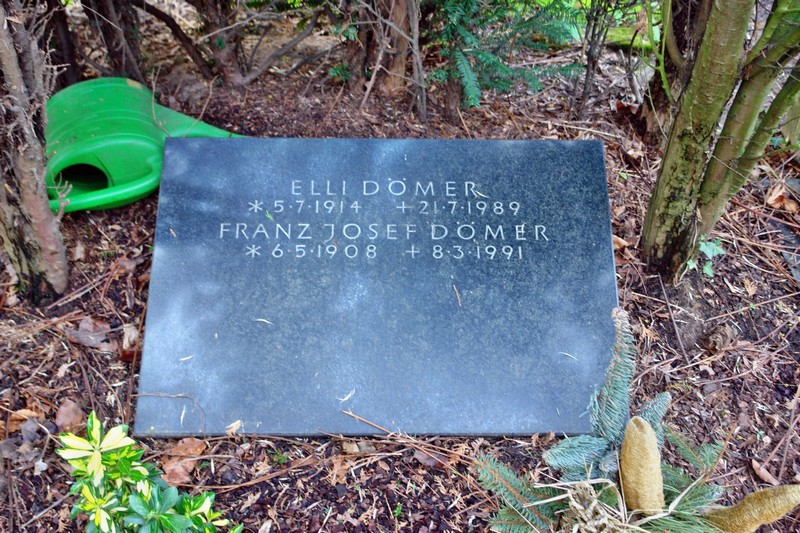 ELLI DÖMER
* 5·7·1914 + 21·7·1989
FRANZ JOSEF DÖMER
* 6·5·1908 + 8·3·1991